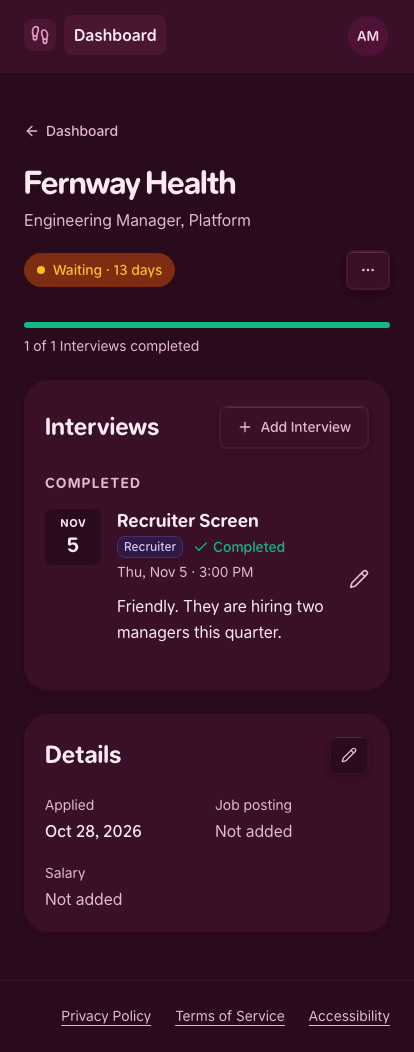 Dashboard
AM
Dashboard
Fernway Health
Engineering Manager, Platform
Waiting · 13 days
1 of 1 Interviews completed
Interviews
Add Interview
COMPLETED
NOV
5
Recruiter Screen
Recruiter
Completed
Thu, Nov 5 · 3:00 PM
Friendly. They are hiring two
managers this quarter.
Details
Applied
Oct 28, 2026
Job posting
Not added
Salary
Not added
Privacy Policy
Terms of Service
Accessibility